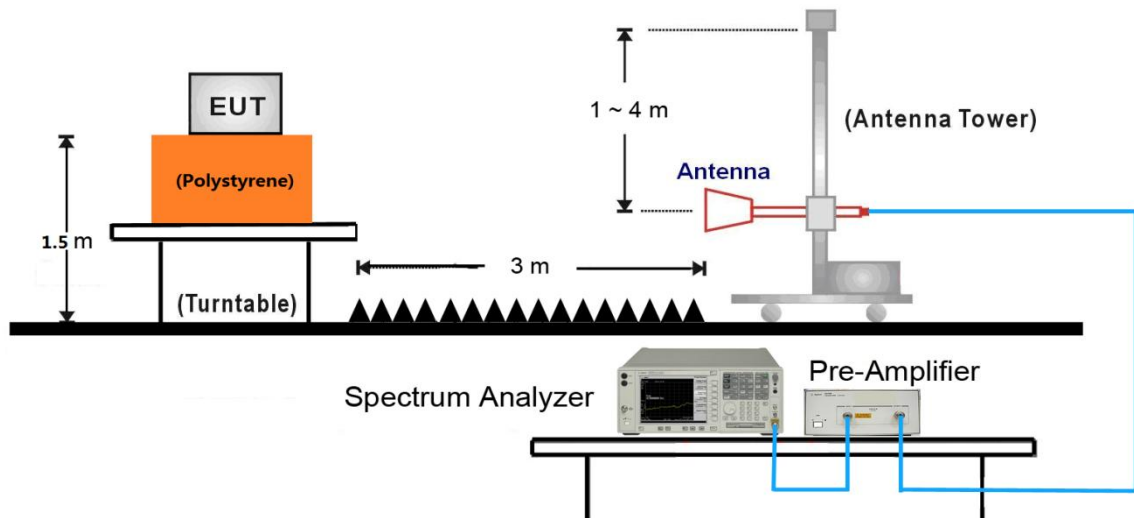 EUT
(Polystyrene)
1.5 m
(Turntable)
3 m
1 ~ 4 m
Antenna
(Antenna Tower)
Spectrum Analyzer
Pre-Amplifier